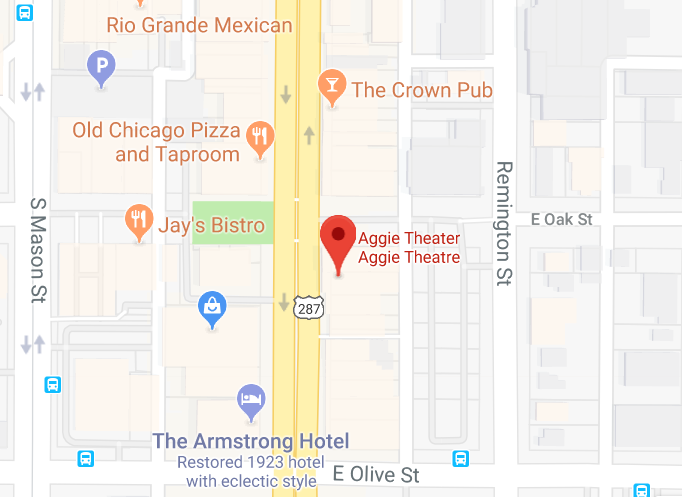 Rio Grande Mexican
P
The Crown Pub
Old Chicago Pizza
and Taproom
S Mason St
Remington St
E Oak St
Jay's Bistro
Aggie Theater
Aggie Theatre
287
The Armstrong Hotel
Restored 1923 hotel
with eclectic style
E Olive St